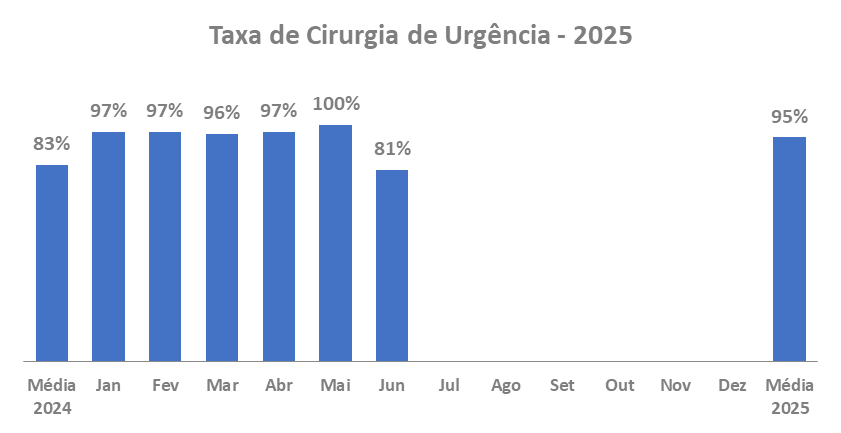 Taxa de Cirurgia de Urgência - 2025
83%
97%
97%
96%
97%
100%
81%
95%
Média
2024
Jan
Fev
Mar
Abr
Mai
Jun
Jul
Ago
Set
Out
Nov
Dez
Média
2025